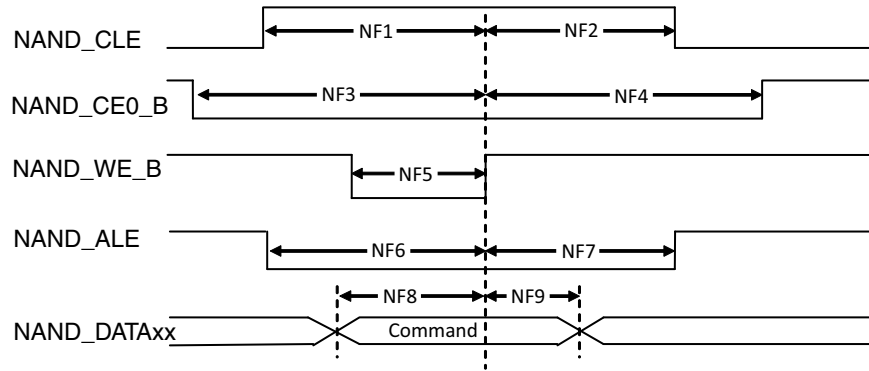 NAND_CLE NF1 NF2
NAND_CE0_B NF3 NF4
NAND_WE_B NF5
NAND_ALE NF6 NF7
NF8 NF9
NAND_DATAxx Command